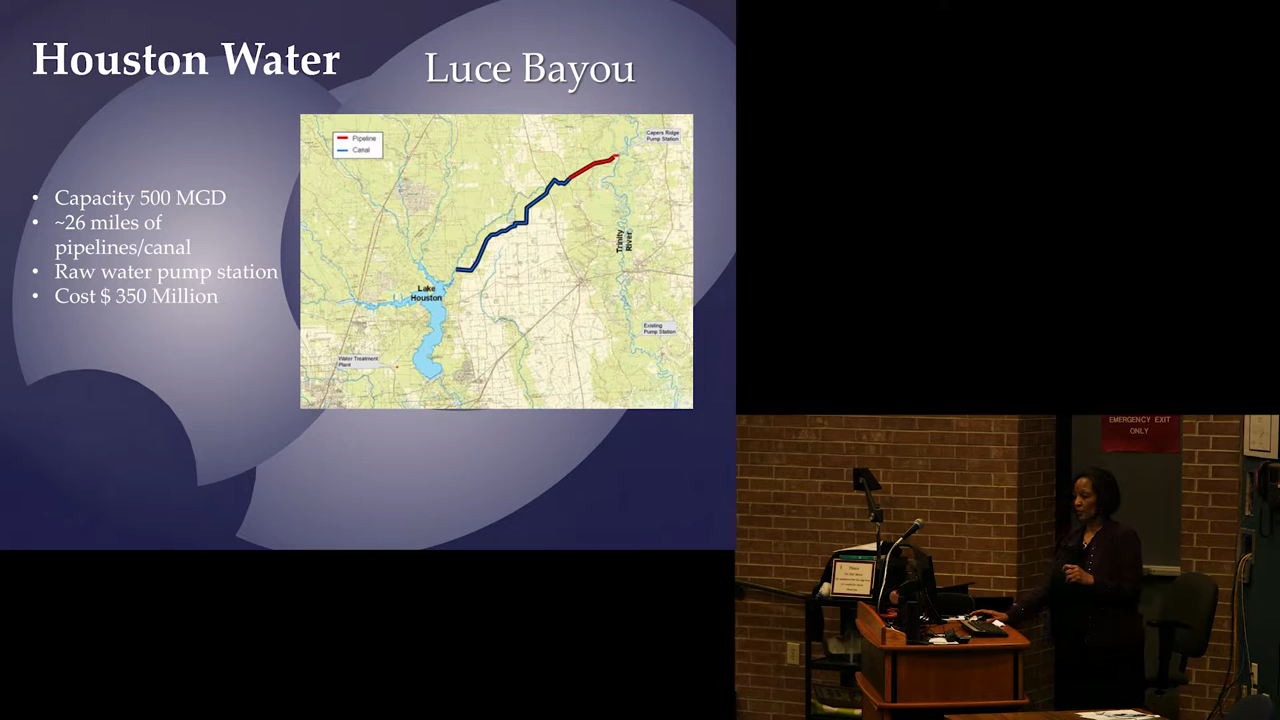 Houston Water
Luce Bayou
• Capacity 500 MGD
• ~26 miles of
pipelines/canal
• Raw water pump station
• Cost $ 350 Million
Pipeline
Canal
Capers Ridge
Pump Station
Trinity
River
Lake
Houston
Existing
Pump Station
Water Treatment
Plant
EMERGENCY EXIT
ONLY